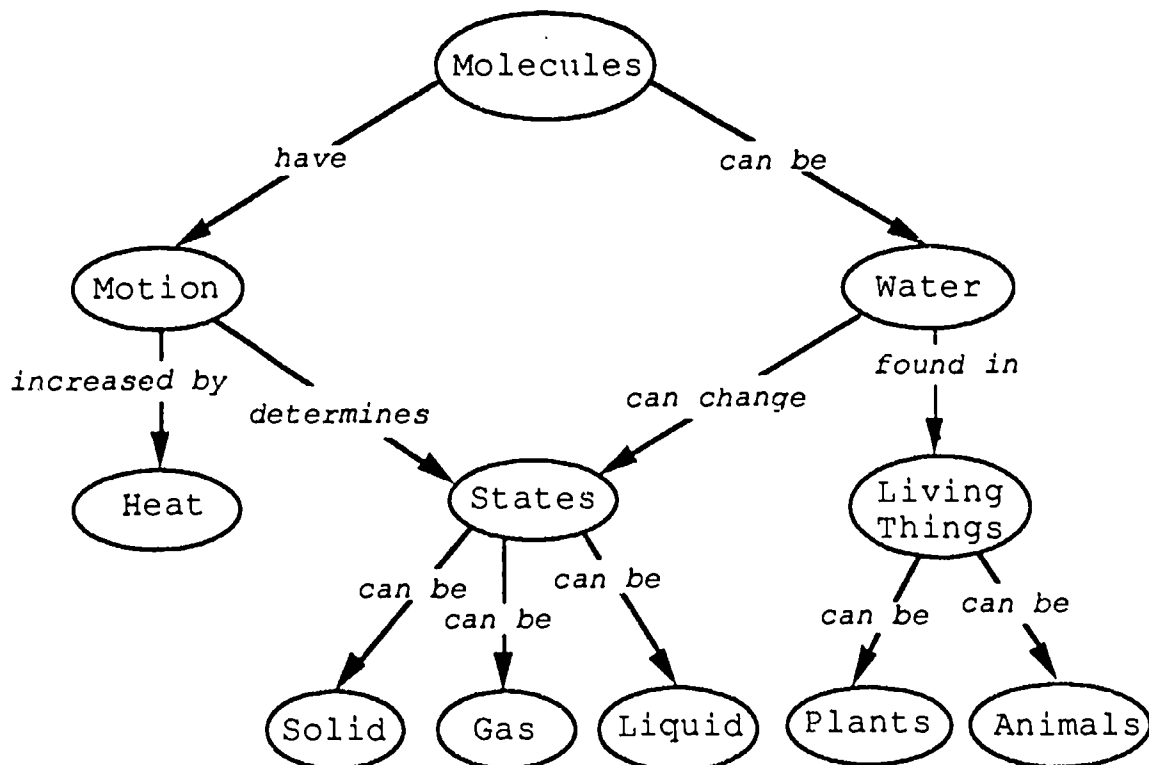 Molecules
have
can be
Motion
Water
increased by
found in
determines
can change
Heat
States
Living
Things
can be
can be
can be
can be
can be
Solid
Gas
Liquid
Plants
Animals